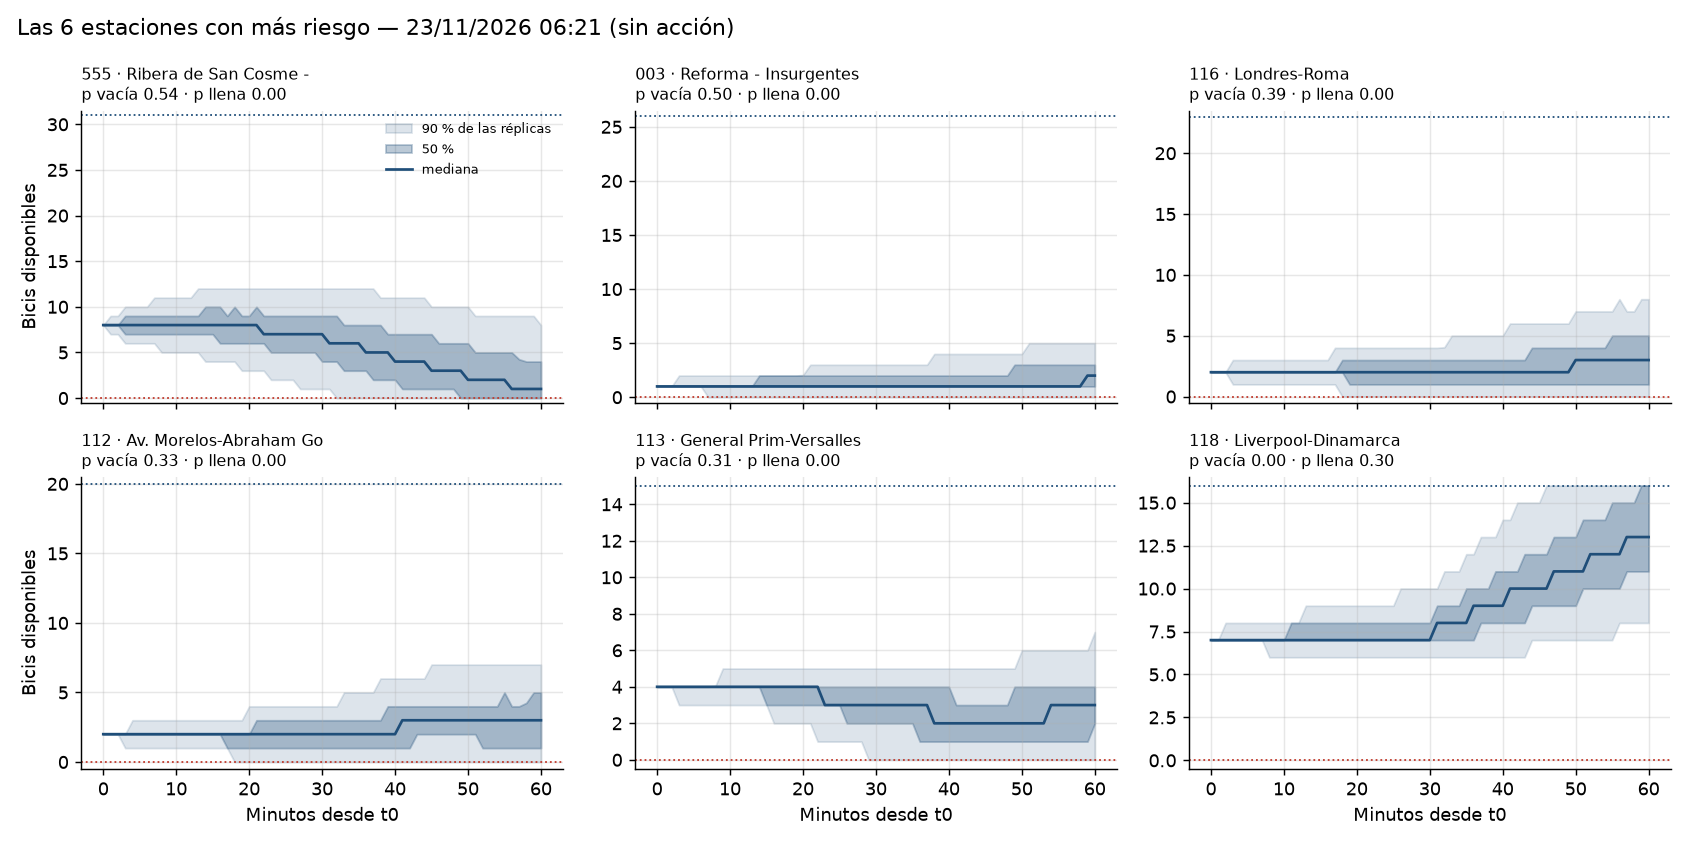 Las 6 estaciones con más riesgo — 23/11/2026 06:21 (sin acción)
555 · Ribera de San Cosme -
p vacía 0.54 · p llena 0.00
30
25
20
15
10
5
0
Bicis disponibles
90 % de las réplicas
50 %
mediana
003 · Reforma - Insurgentes
p vacía 0.50 · p llena 0.00
25
20
15
10
5
0
116 · Londres-Roma
p vacía 0.39 · p llena 0.00
20
15
10
5
0
112 · Av. Morelos-Abraham Go
p vacía 0.33 · p llena 0.00
20
15
10
5
0
Bicis disponibles
0 10 20 30 40 50 60
Minutos desde t0
113 · General Prim-Versalles
p vacía 0.31 · p llena 0.00
14
12
10
8
6
4
2
0
0 10 20 30 40 50 60
Minutos desde t0
118 · Liverpool-Dinamarca
p vacía 0.00 · p llena 0.30
15.0
12.5
10.0
7.5
5.0
2.5
0.0
0 10 20 30 40 50 60
Minutos desde t0